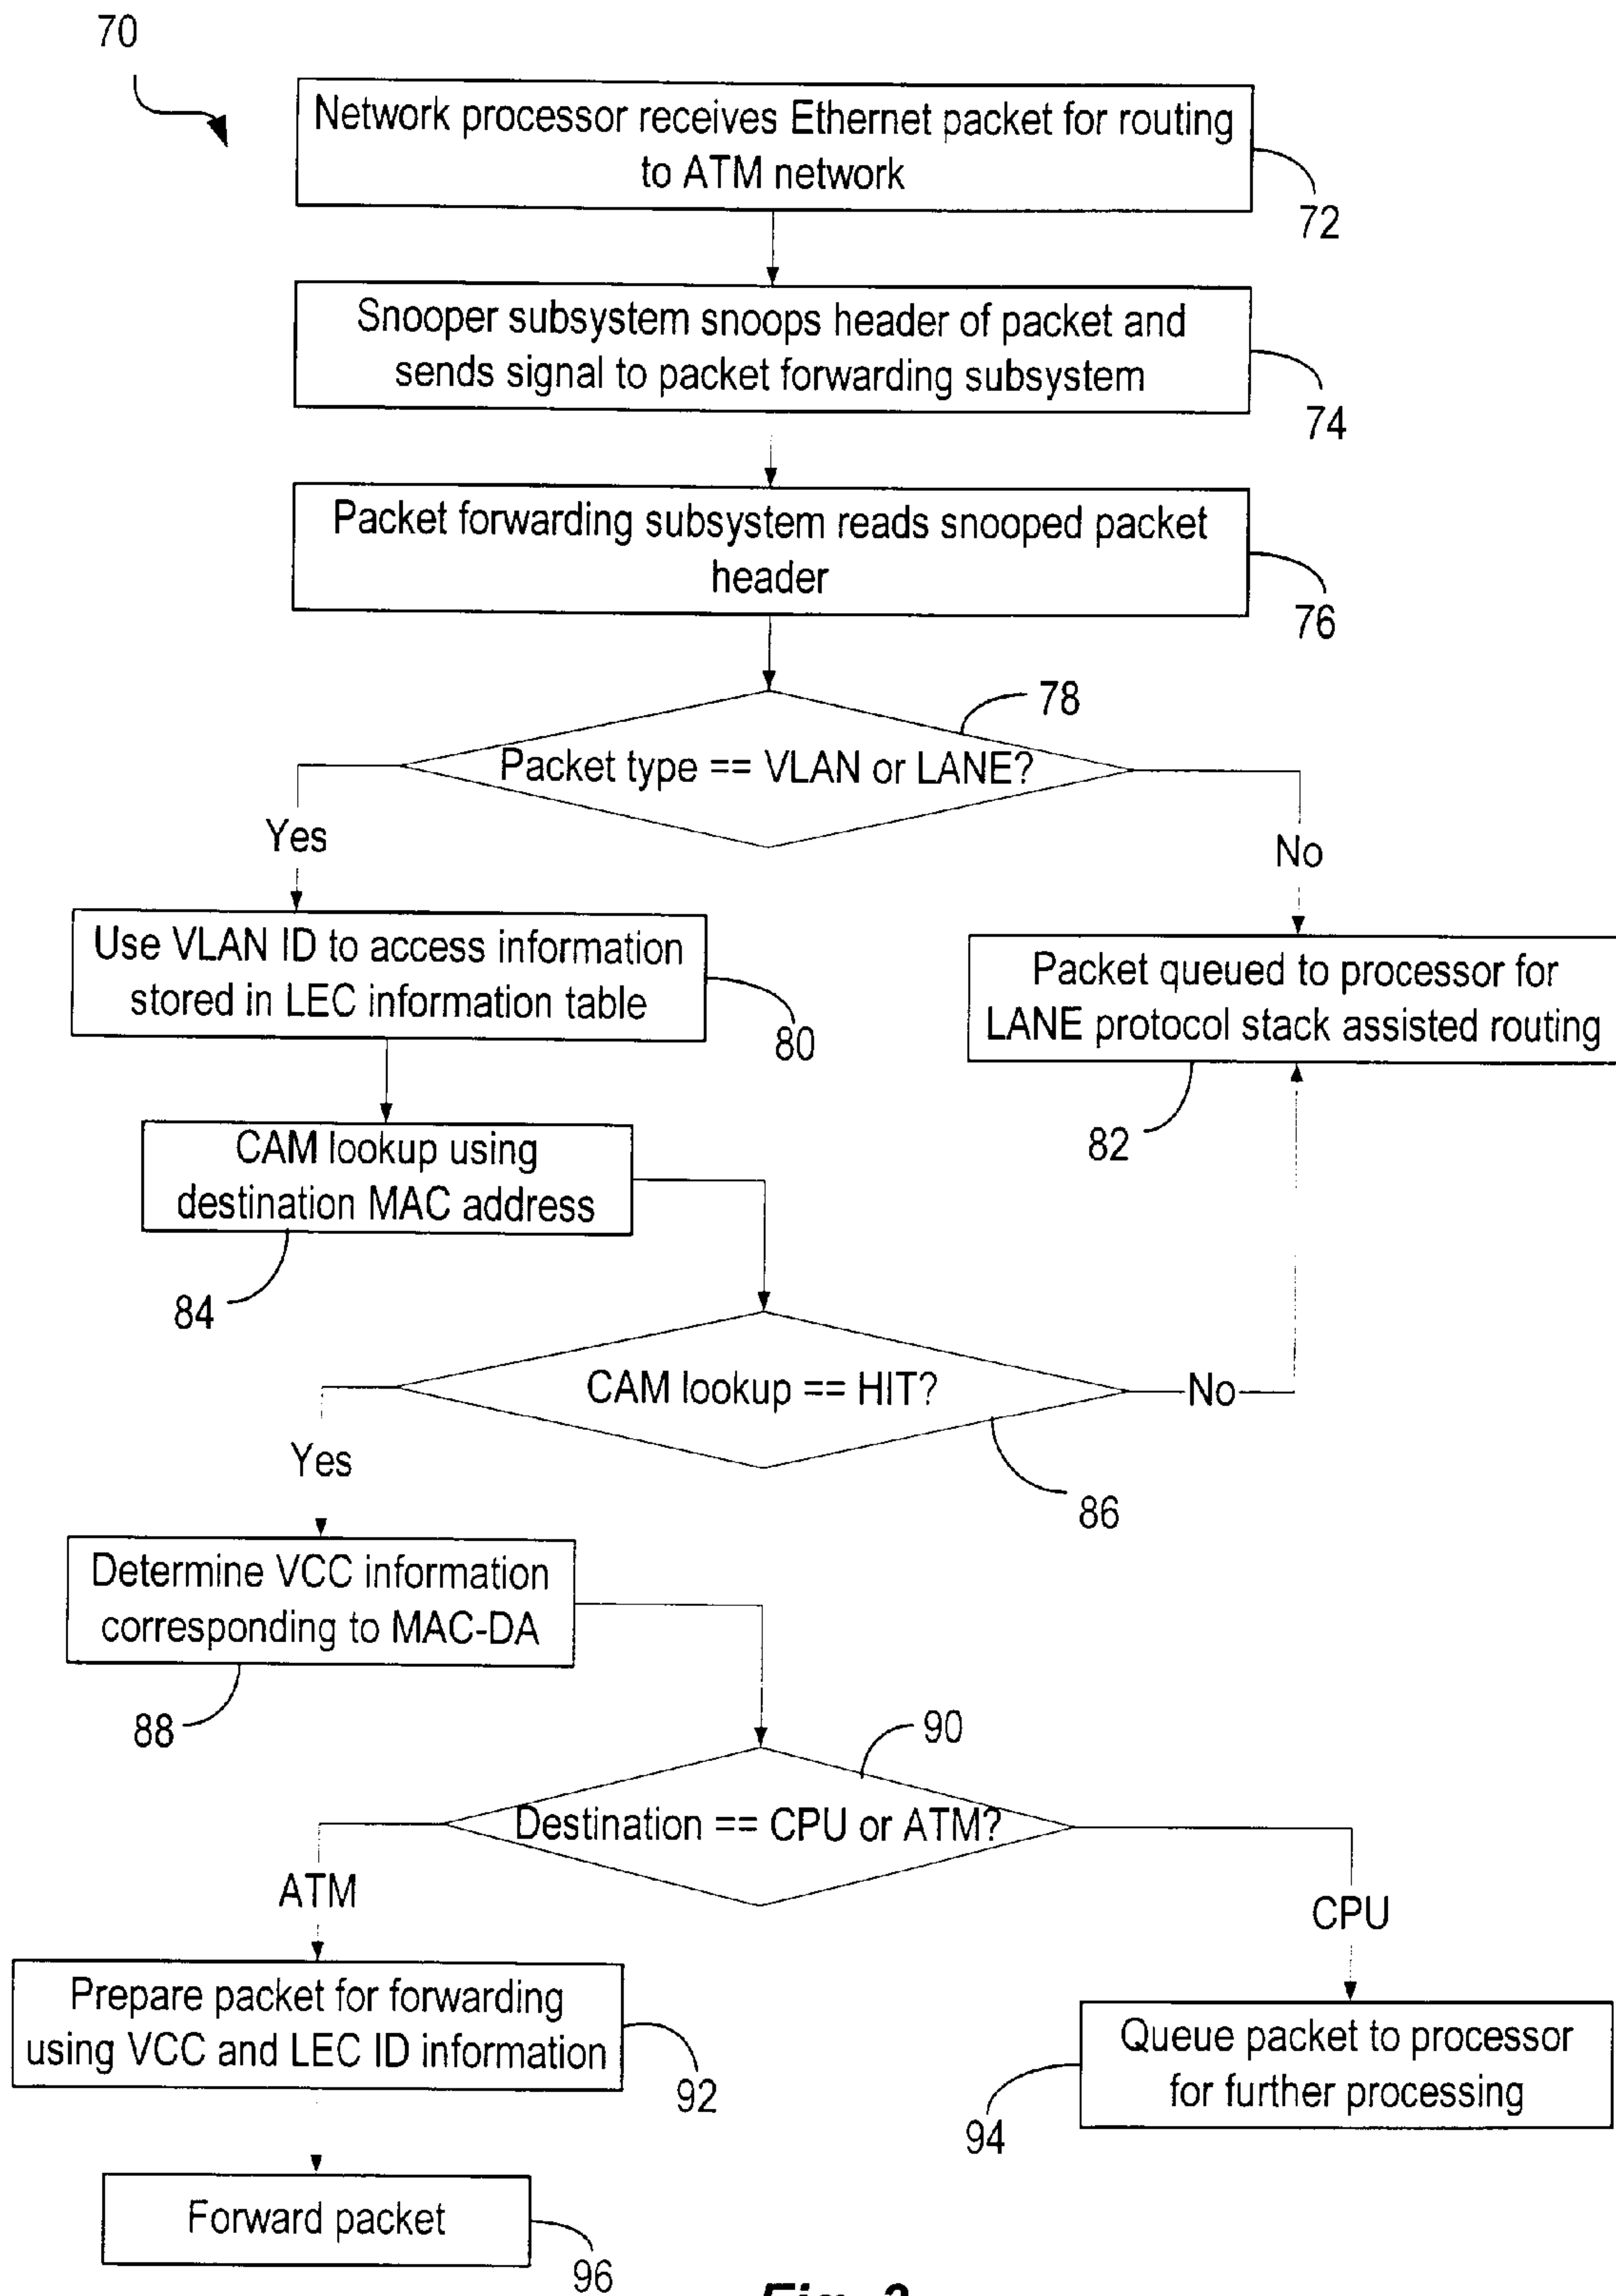 70
Network processor receives Ethernet packet for routing
to ATM network
72
Snooper subsystem snoops header of packet and
sends signal to packet forwarding subsystem
74
Packet forwarding subsystem reads snooped packet
header
76
78
Packet type == VLAN or LANE?
Yes
No
Use VLAN ID to access information
stored in LEC information table
80
Packet queued to processor for
LANE protocol stack assisted routing
82
CAM lookup using
destination MAC address
84
CAM lookup == HIT?
No
Yes
86
Determine VCC information
corresponding to MAC-DA
88
90
Destination == CPU or ATM?
ATM
CPU
Prepare packet for forwarding
using VCC and LEC ID information
92
Queue packet to processor
for further processing
94
Forward packet
96